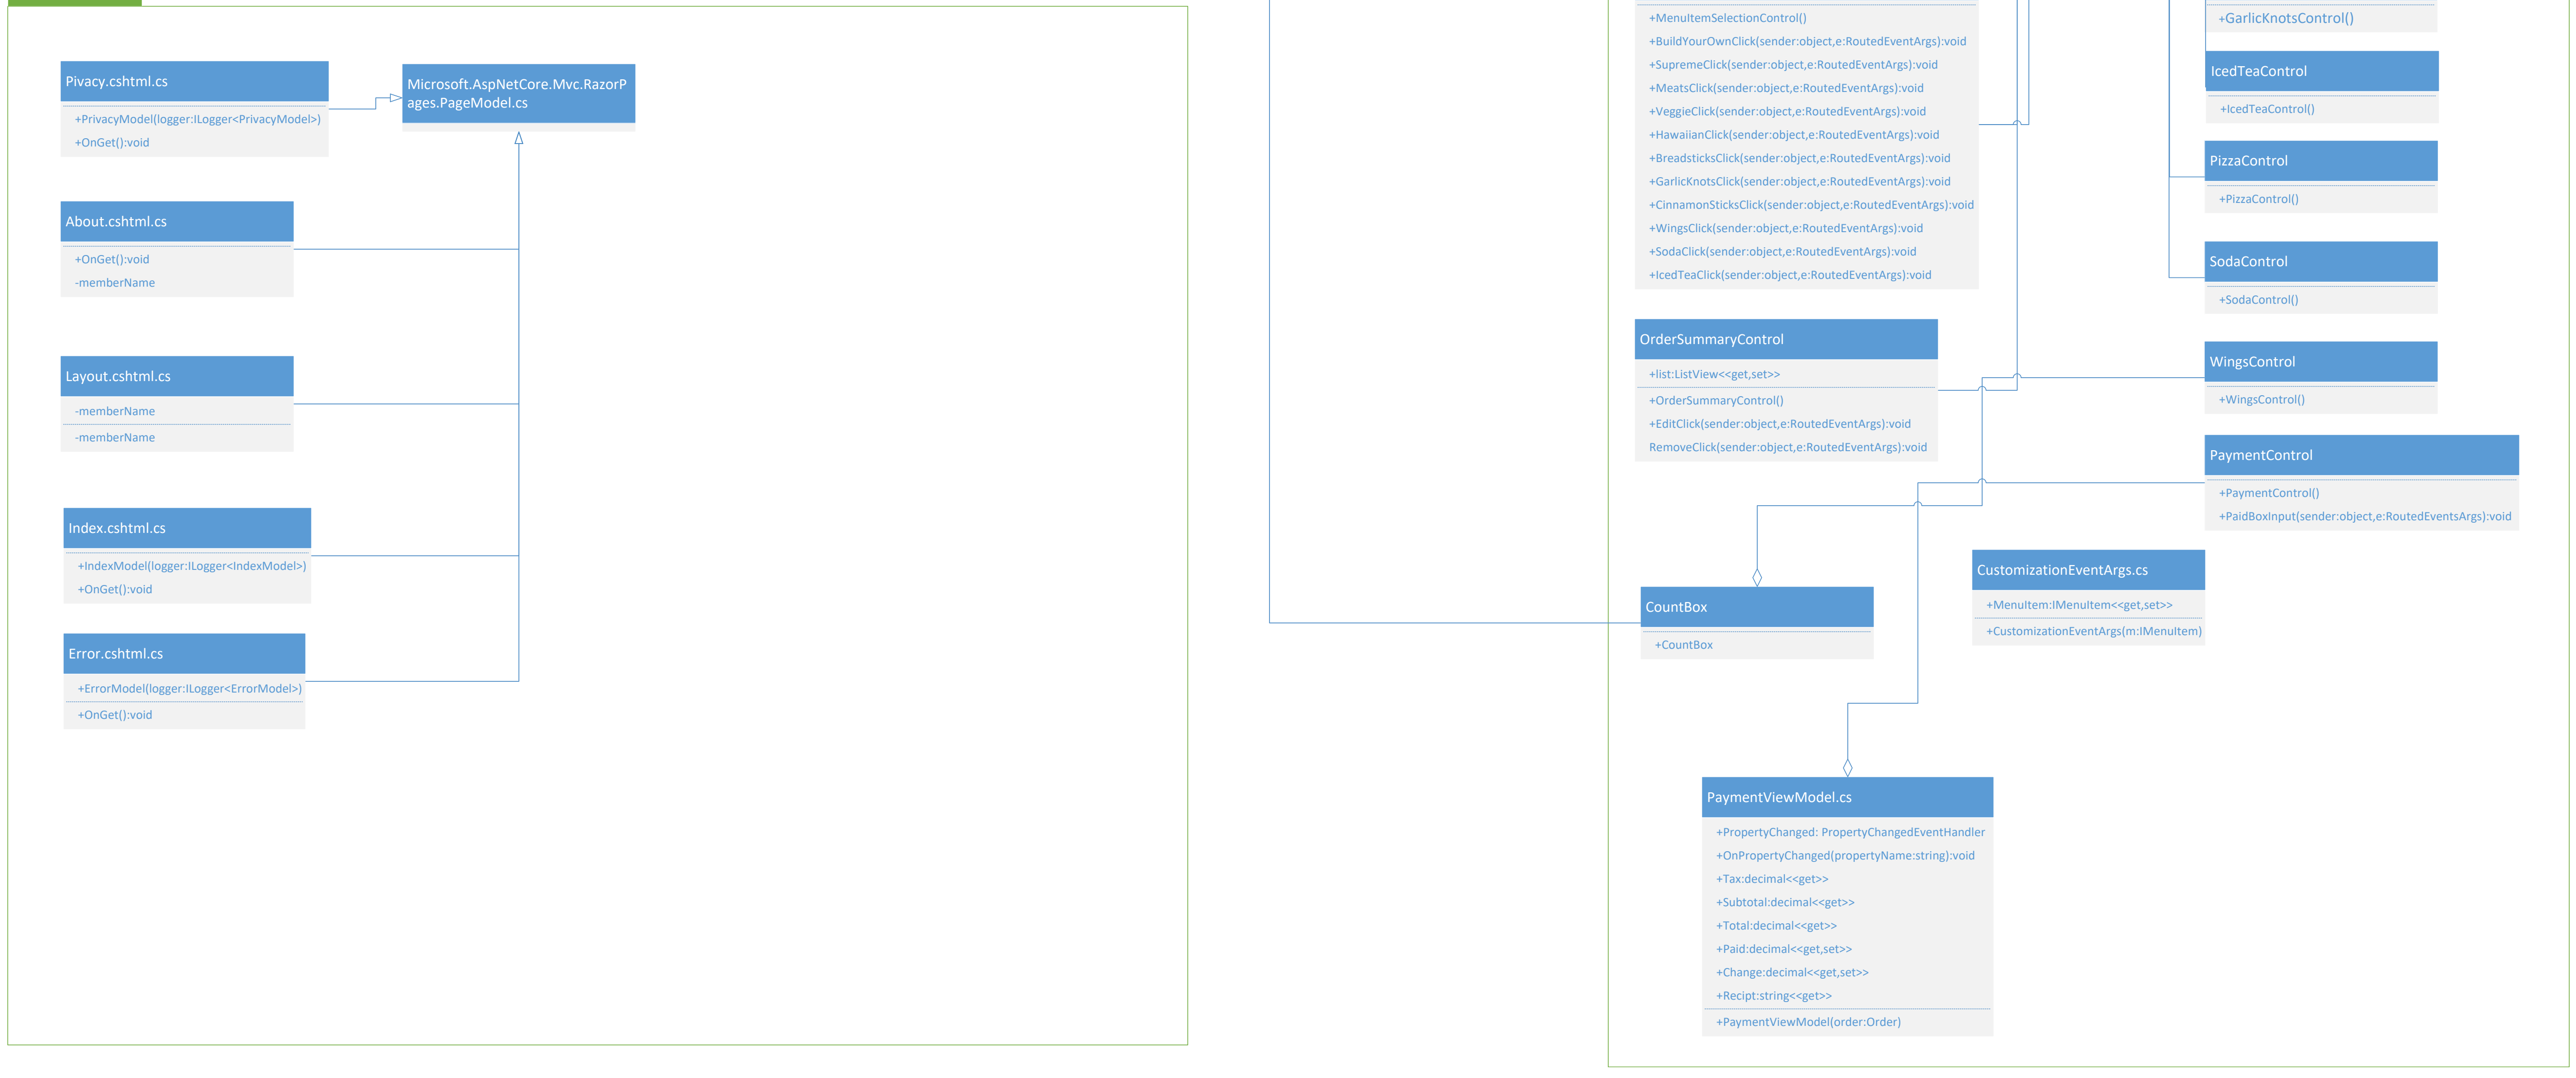 Pivacy.cshtml.cs
+PrivacyModel(logger:ILogger<PrivacyModel>)
+OnGet():void
Microsoft.AspNetCore.Mvc.RazorP
ages.PageModel.cs
About.cshtml.cs
+OnGet():void
-memberName
Layout.cshtml.cs
-memberName
-memberName
Index.cshtml.cs
+IndexModel(logger:ILogger<IndexModel>)
+OnGet():void
Error.cshtml.cs
+ErrorModel(logger:ILogger<ErrorModel>)
+OnGet():void
+MenuItemSelectionControl()
+BuildYourOwnClick(sender:object,e:RoutedEventArgs):void
+SupremeClick(sender:object,e:RoutedEventArgs):void
+MeatsClick(sender:object,e:RoutedEventArgs):void
+VeggieClick(sender:object,e:RoutedEventArgs):void
+HawaiianClick(sender:object,e:RoutedEventArgs):void
+BreadsticksClick(sender:object,e:RoutedEventArgs):void
+GarlicKnotsClick(sender:object,e:RoutedEventArgs):void
+CinnamonSticksClick(sender:object,e:RoutedEventArgs):void
+WingsClick(sender:object,e:RoutedEventArgs):void
+SodaClick(sender:object,e:RoutedEventArgs):void
+IcedTeaClick(sender:object,e:RoutedEventArgs):void
OrderSummaryControl
+list:ListView<<get,set>>
+OrderSummaryControl()
+EditClick(sender:object,e:RoutedEventArgs):void
RemoveClick(sender:object,e:RoutedEventArgs):void
+GarlicKnotsControl()
IcedTeaControl
+IcedTeaControl()
PizzaControl
+PizzaControl()
SodaControl
+SodaControl()
WingsControl
+WingsControl()
PaymentControl
+PaymentControl()
+PaidBoxInput(sender:object,e:RoutedEventsArgs):void
CountBox
+CountBox
CustomizationEventArgs.cs
+MenuItem:IMenuItem<<get,set>>
+CustomizationEventArgs(m:IMenuItem)
PaymentViewModel.cs
+PropertyChanged: PropertyChangedEventHandler
+OnPropertyChanged(propertyName:string):void
+Tax:decimal<<get>>
+Subtotal:decimal<<get>>
+Total:decimal<<get>>
+Paid:decimal<<get,set>>
+Change:decimal<<get,set>>
+Recipt:string<<get>>
+PaymentViewModel(order:Order)